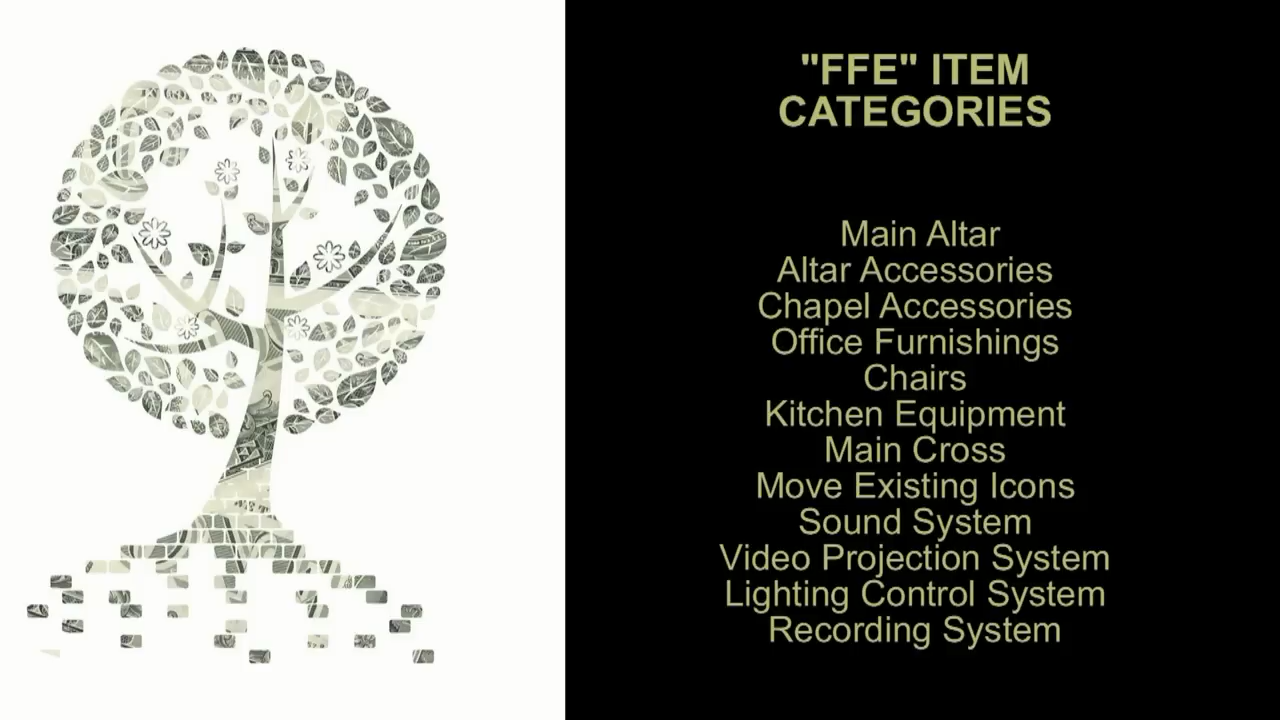 "FFE" ITEM
CATEGORIES
Main Altar
Altar Accessories
Chapel Accessories
Office Furnishings
Chairs
Kitchen Equipment
Main Cross
Move Existing Icons
Sound System
Video Projection System
Lighting Control System
Recording System